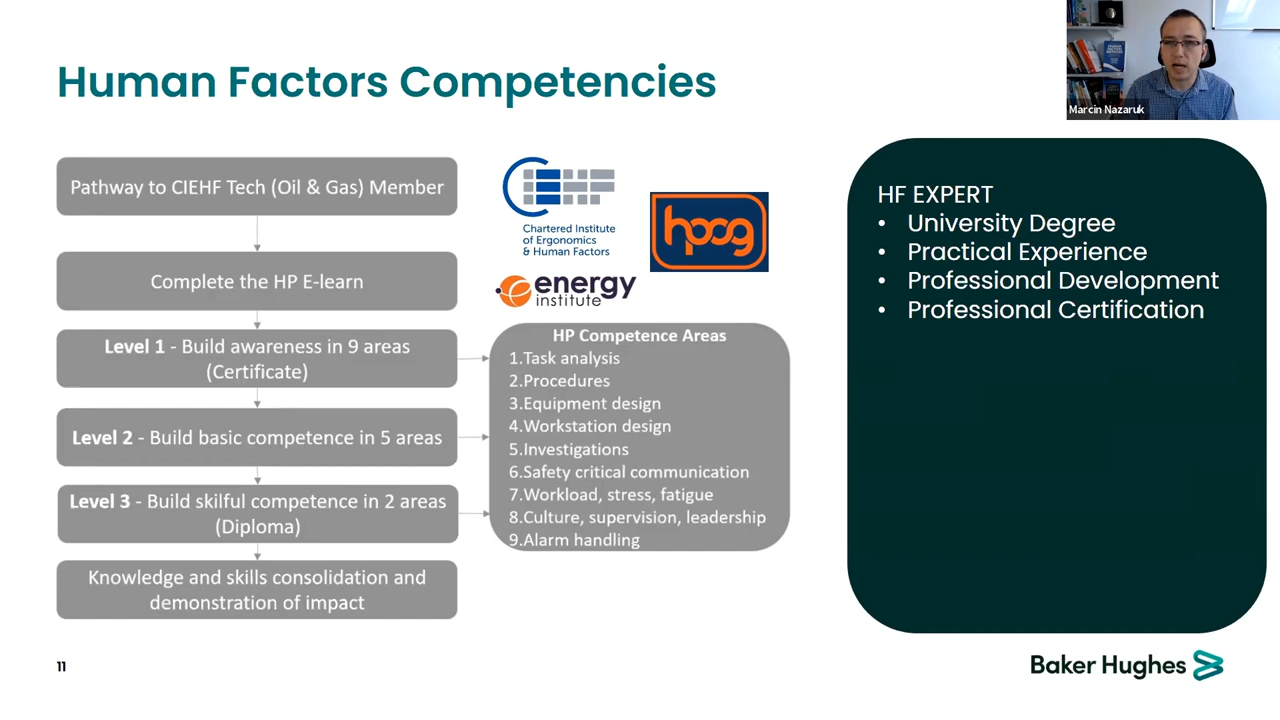 Human Factors Competencies
Marcin Nazaruk
Pathway to CIEHF Tech (Oil & Gas) Member
Complete the HP E-learn
Level 1 - Build awareness in 9 areas
(Certificate)
Level 2 - Build basic competence in 5 areas
Level 3 - Build skilful competence in 2 areas
(Diploma)
Knowledge and skills consolidation and
demonstration of impact
Chartered Institute
of Ergonomics
& Human Factors
hpog
energy
institute
HP Competence Areas
1.Task analysis
2.Procedures
3.Equipment design
4.Workstation design
5.Investigations
6.Safety critical communication
7.Workload, stress, fatigue
8.Culture, supervision, leadership
9.Alarm handling
HF EXPERT
• University Degree
• Practical Experience
• Professional Development
• Professional Certification
11
Baker Hughes